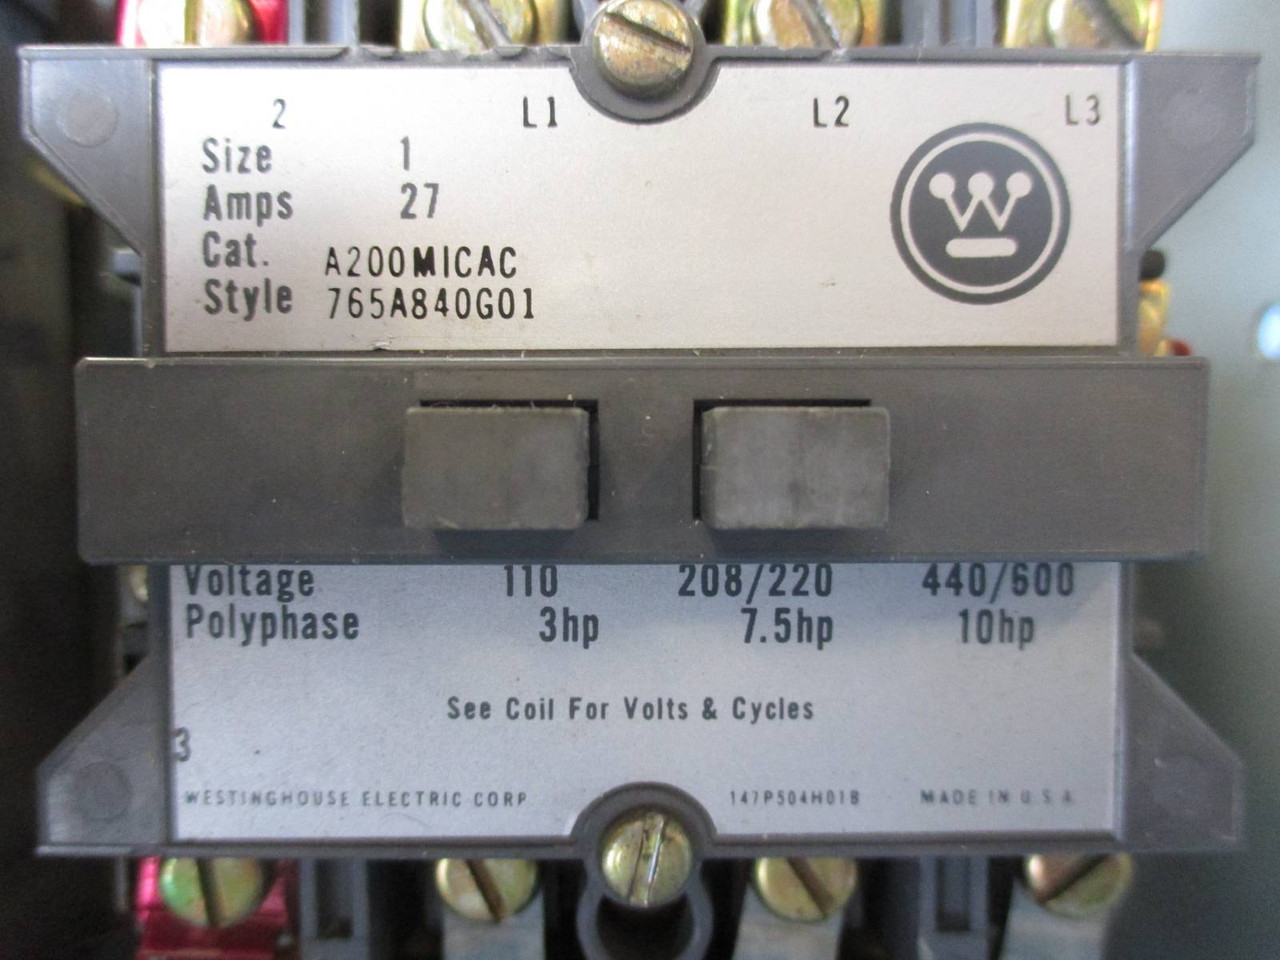 2 L1 L2 L3
Size 1
Amps 27
Cat. A200MICAC
Style 765A840G01
W
Voltage 110 208/220 440/600
Polyphase 3hp 7.5hp 10hp
See Coil For Volts & Cycles
3
WESTINGHOUSE ELECTRIC CORP 147P504H01B MADE IN U.S.A.